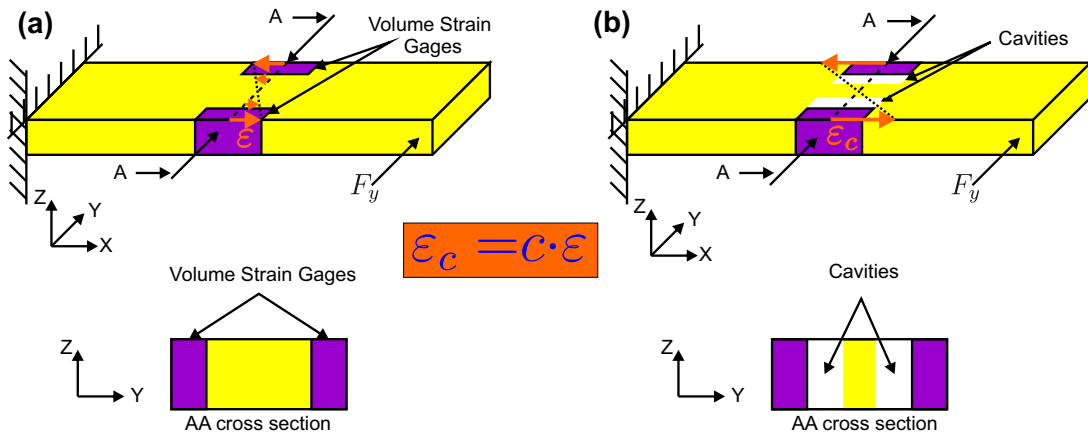 (a)
A
Volume Strain
Gages
ε
A
F_y
Z
Y
X
(b)
A
Cavities
ε_c
A
F_y
Z
Y
X
ε_c = c·ε
Volume Strain Gages
Z
Y
AA cross section
Cavities
Z
Y
AA cross section